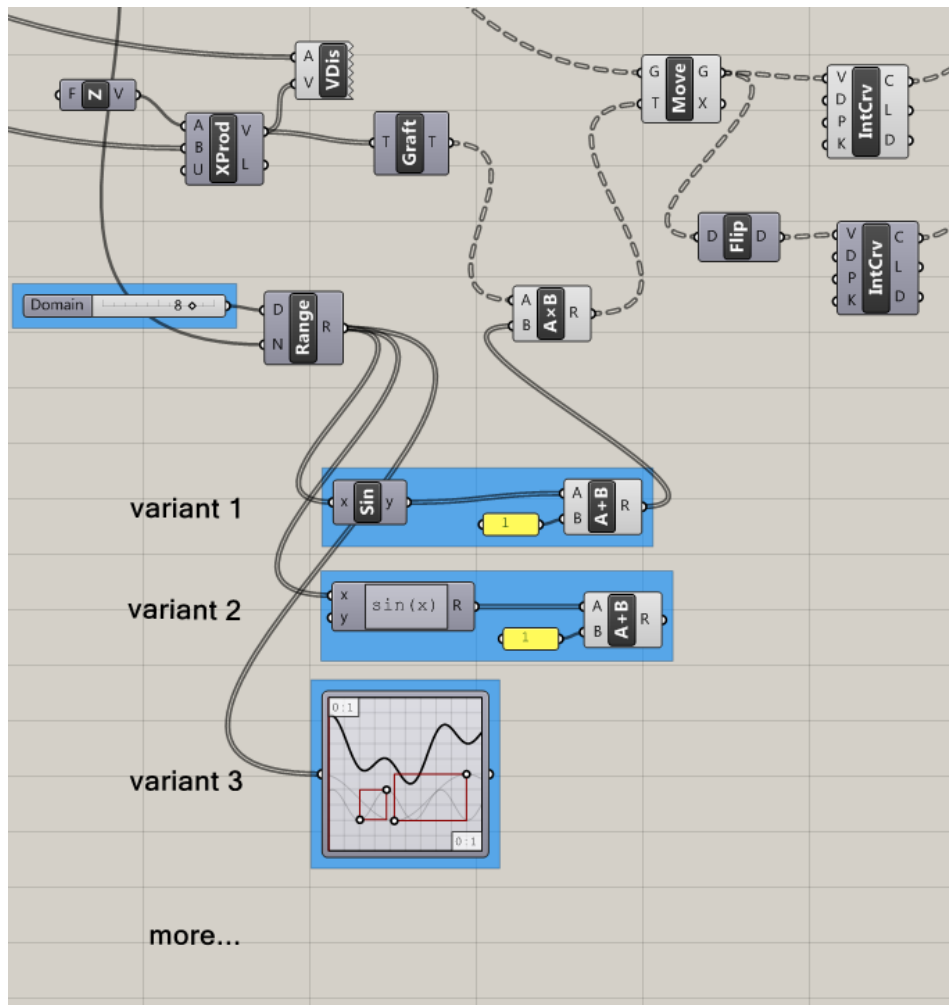 A
V
VDis
F
Z
V
A
B
U
XProd
V
L
T
Graft
T
G
T
Move
G
X
V
D
P
K
IntCrv
C
L
D
D
Flip
D
V
D
P
K
IntCrv
C
L
D
Domain
8
D
N
Range
R
A
B
A×B
R
variant 1
x
Sin
y
1
A
B
A+B
R
variant 2
x
y
sin(x)
R
1
A
B
A+B
R
variant 3
0:1
0:1
more...